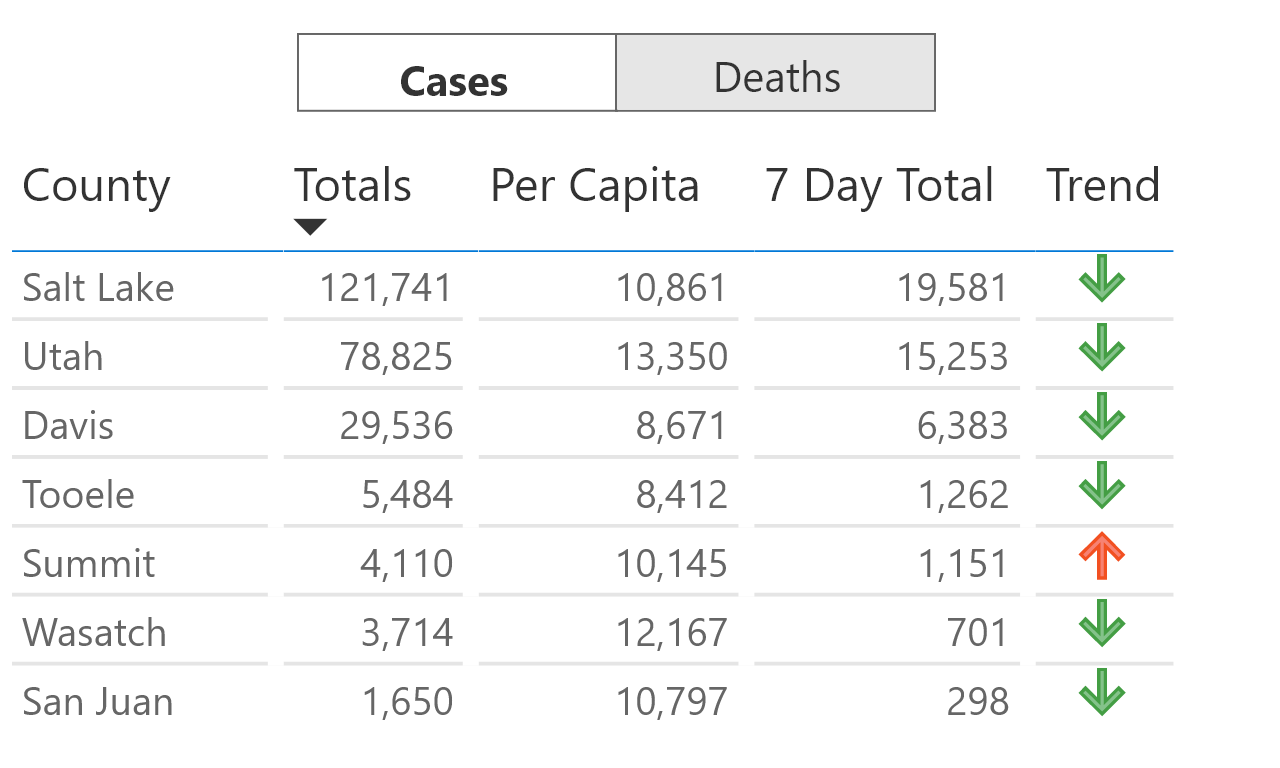 Cases Deaths
County Totals Per Capita 7 Day Total Trend
Salt Lake 121,741 10,861 19,581
Utah 78,825 13,350 15,253
Davis 29,536 8,671 6,383
Tooele 5,484 8,412 1,262
Summit 4,110 10,145 1,151
Wasatch 3,714 12,167 701
San Juan 1,650 10,797 298